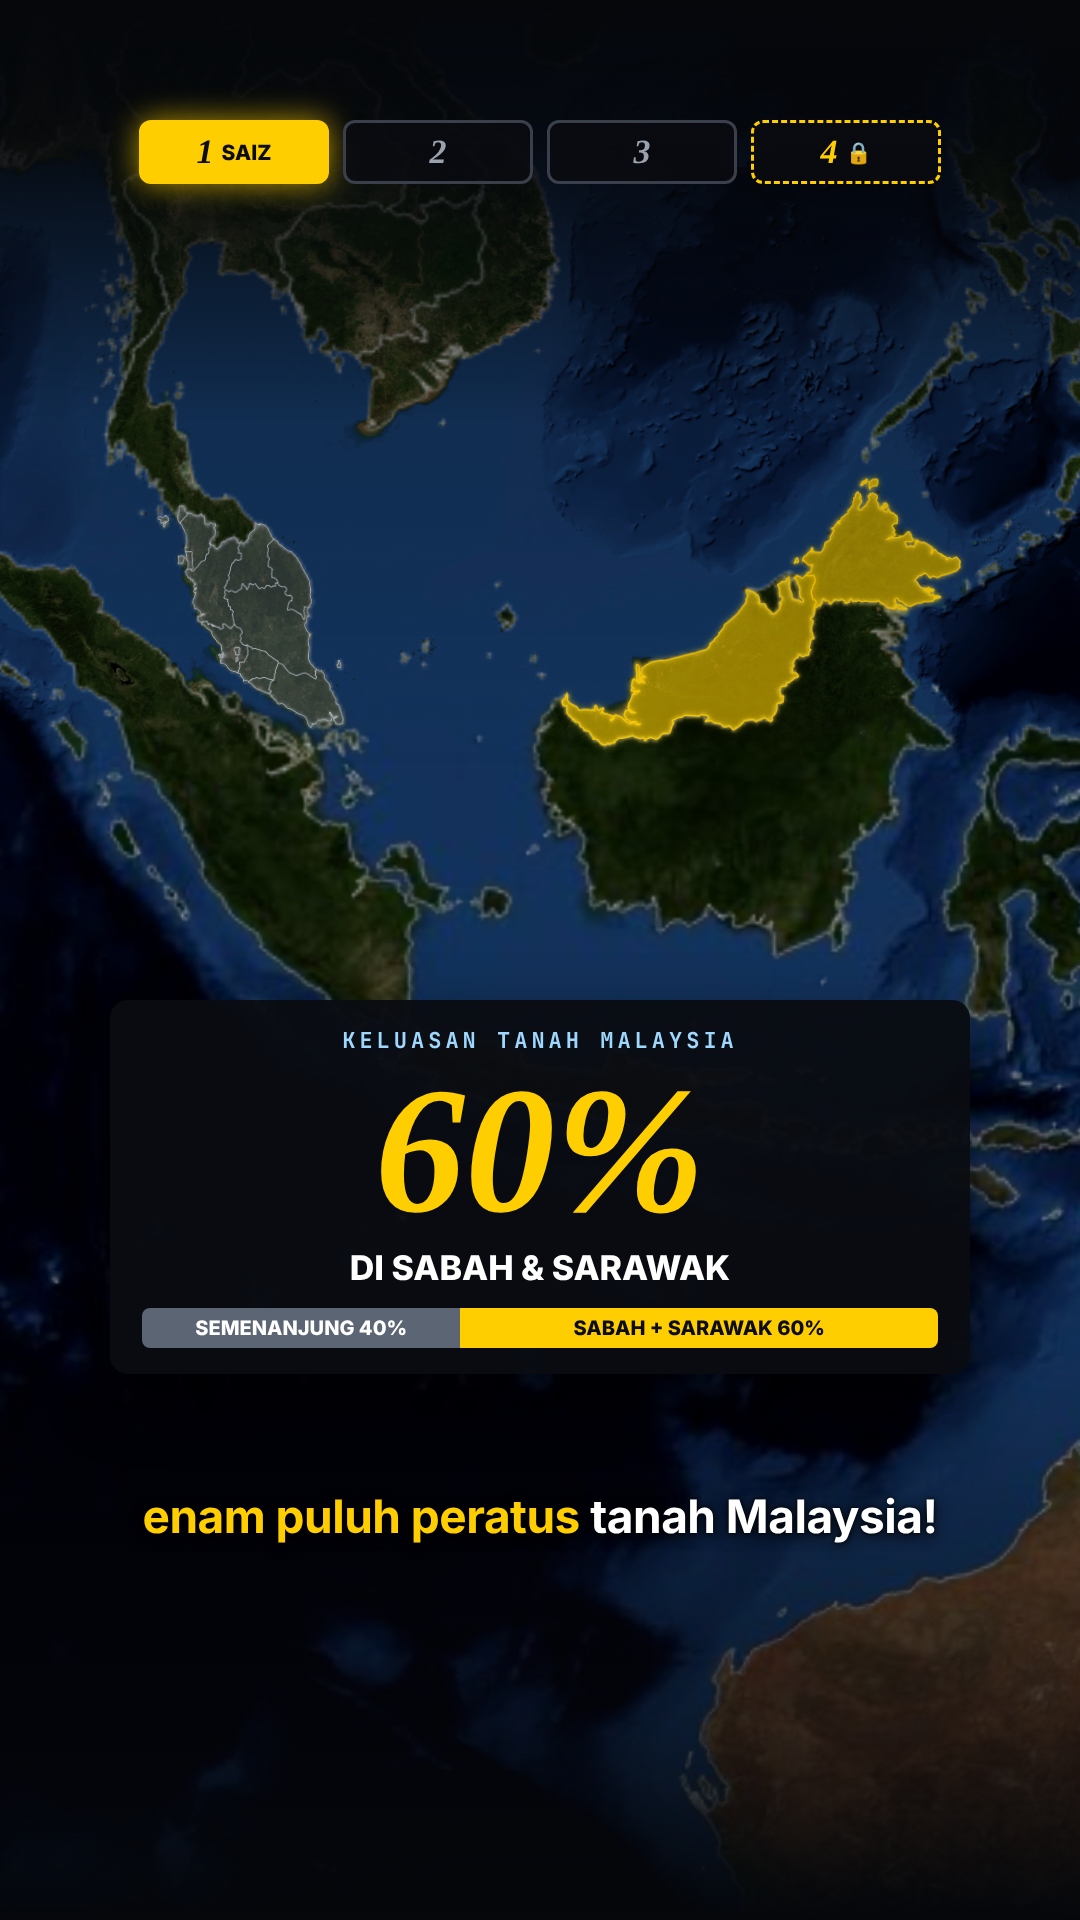 1 SAIZ
2
3
4 🔒
KELUASAN TANAH MALAYSIA
60%
DI SABAH & SARAWAK
SEMENANJUNG 40%
SABAH + SARAWAK 60%
enam puluh peratus tanah Malaysia!